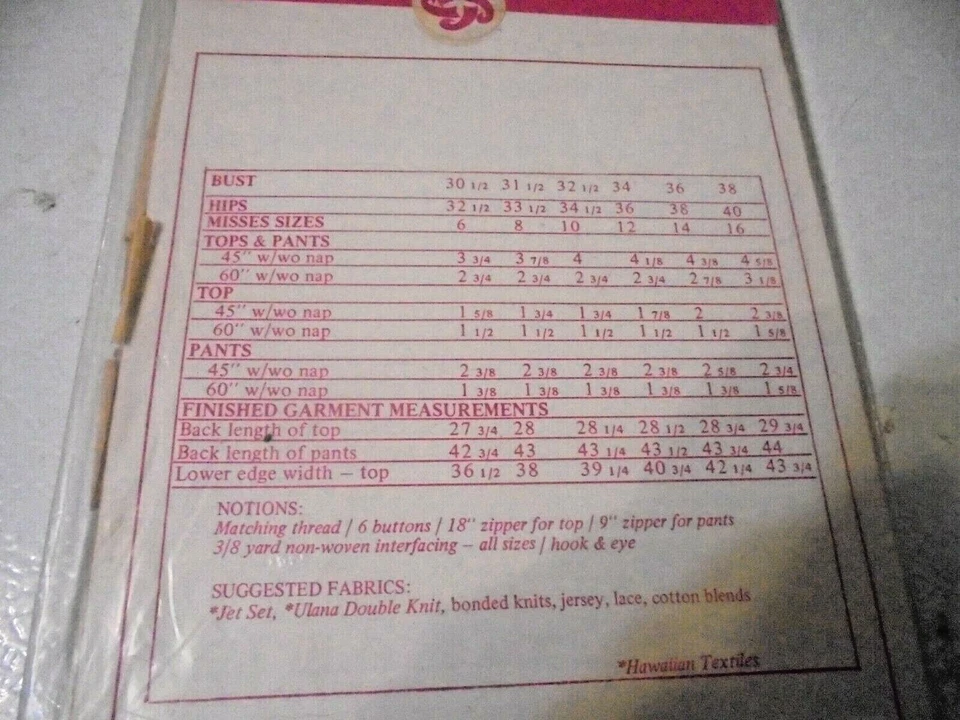 BUST 30 1/2 31 1/2 32 1/2 34 36 38
HIPS 32 1/2 33 1/2 34 1/2 36 38 40
MISSES SIZES 6 8 10 12 14 16
TOPS & PANTS
45" w/wo nap 3 3/4 3 7/8 4 4 1/8 4 3/8 4 5/8
60" w/wo nap 2 3/4 2 3/4 2 3/4 2 3/4 2 7/8 3 1/8
TOP
45" w/wo nap 1 5/8 1 3/4 1 3/4 1 7/8 2 2 3/8
60" w/wo nap 1 1/2 1 1/2 1 1/2 1 1/2 1 1/2 1 5/8
PANTS
45" w/wo nap 2 3/8 2 3/8 2 3/8 2 3/8 2 5/8 2 3/4
60" w/wo nap 1 3/8 1 3/8 1 3/8 1 3/8 1 3/8 1 5/8
FINISHED GARMENT MEASUREMENTS
Back length of top 27 3/4 28 28 1/4 28 1/2 28 3/4 29 3/4
Back length of pants 42 3/4 43 43 1/4 43 1/2 43 3/4 44
Lower edge width – top 36 1/2 38 39 1/4 40 3/4 42 1/4 43 3/4
NOTIONS:
Matching thread / 6 buttons / 18" zipper for top / 9" zipper for pants
3/8 yard non-woven interfacing – all sizes / hook & eye
SUGGESTED FABRICS:
*Jet Set, *Ulana Double Knit, bonded knits, jersey, lace, cotton blends
*Hawaiian Textiles